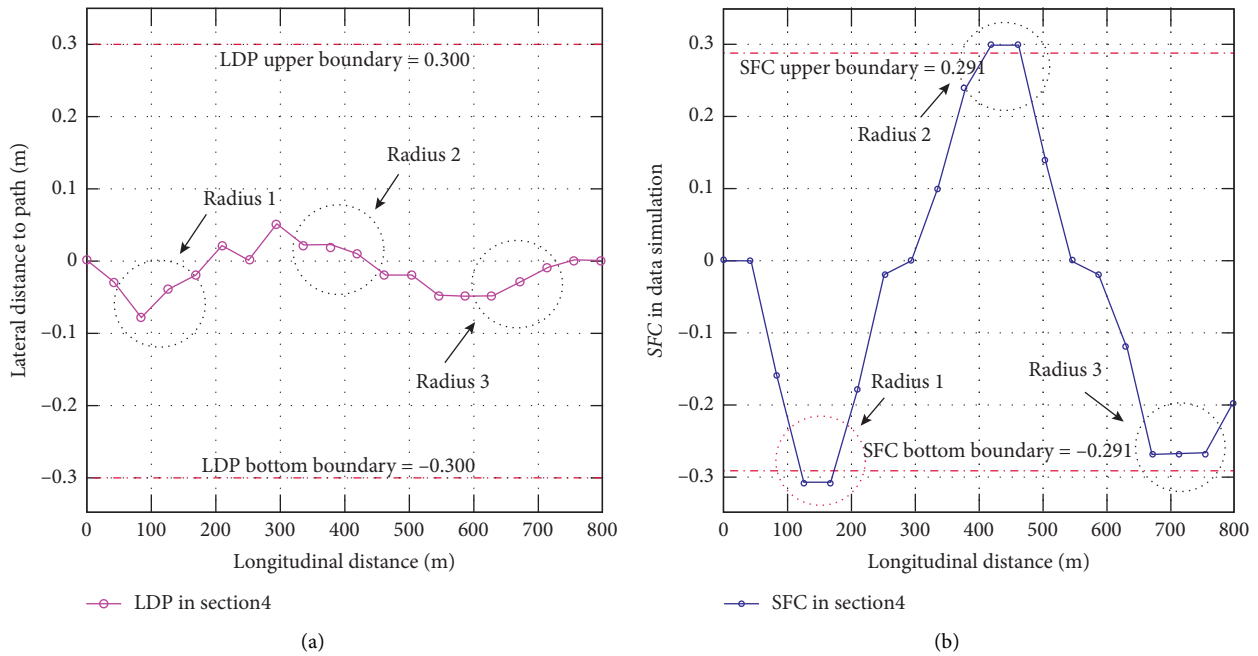 0.3
0.2
0.1
0
–0.1
–0.2
–0.3
Lateral distance to path (m)
LDP upper boundary = 0.300
Radius 1
Radius 2
Radius 3
LDP bottom boundary = –0.300
0 100 200 300 400 500 600 700 800
Longitudinal distance (m)
LDP in section4
(a)
0.3
0.2
0.1
0
–0.1
–0.2
–0.3
SFC in data simulation
SFC upper boundary = 0.291
Radius 2
Radius 1
Radius 3
SFC bottom boundary = –0.291
0 100 200 300 400 500 600 700 800
Longitudinal distance (m)
SFC in section4
(b)